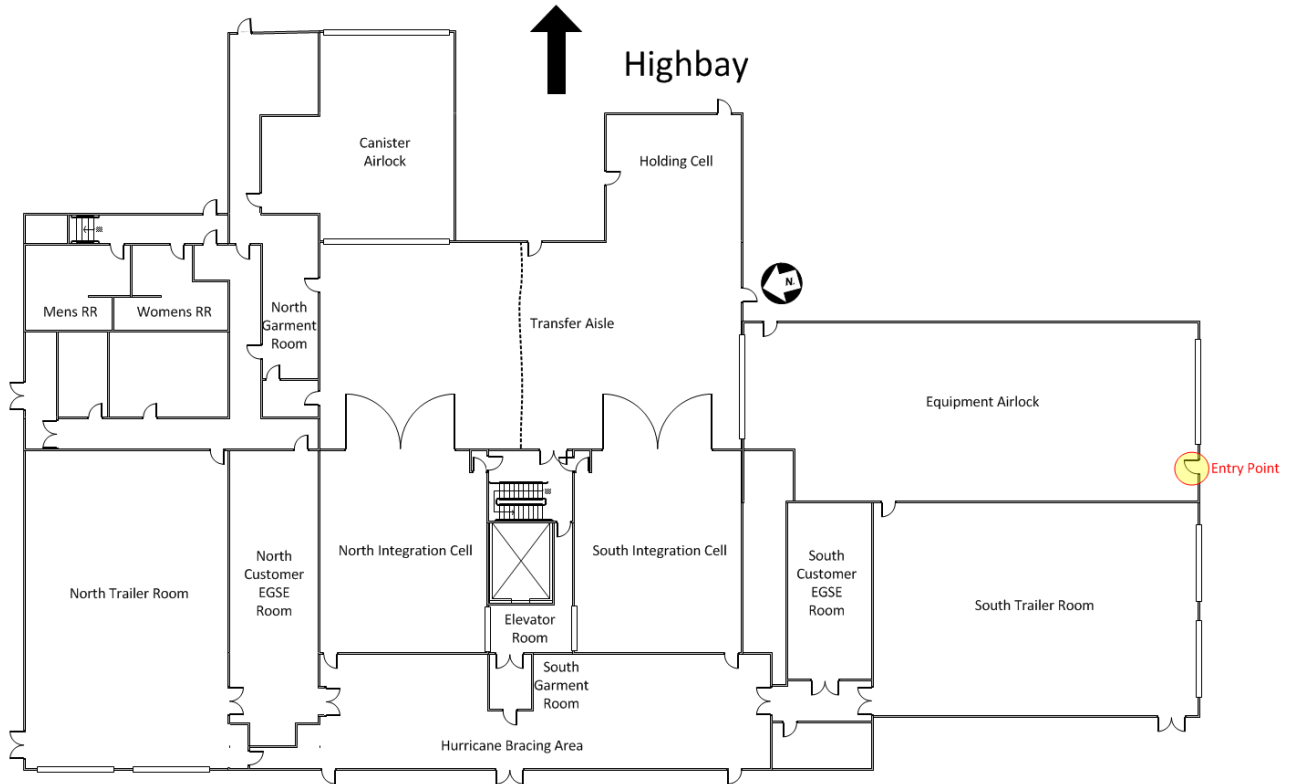 Highbay
Canister
Airlock
Holding Cell
N.
Mens RR
Womens RR
North
Garment
Room
Transfer Aisle
Equipment Airlock
Entry Point
North Trailer Room
North
Customer
EGSE
Room
North Integration Cell
South Integration Cell
South
Customer
EGSE
Room
South Trailer Room
Elevator
Room
South
Garment
Room
Hurricane Bracing Area